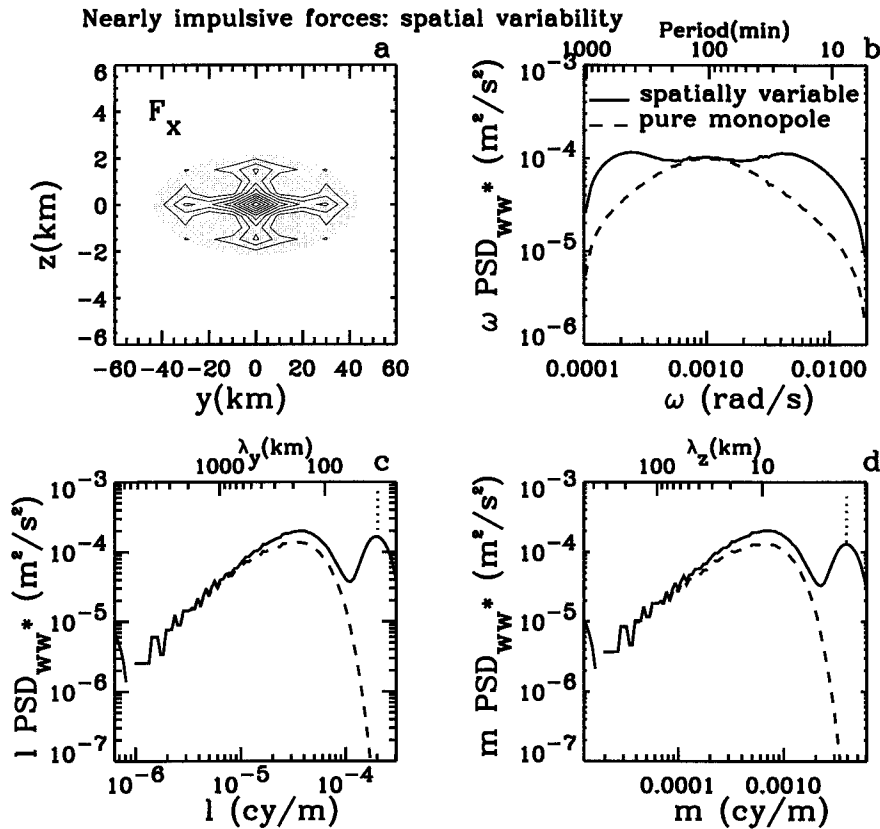 Nearly impulsive forces: spatial variability
a
F_x
z(km)
6
4
2
0
-2
-4
-6
-60 -40 -20 0 20 40 60
y(km)
Period(min)
1000 100 10
b
spatially variable
pure monopole
ω PSD_ww* (m²/s²)
10⁻³
10⁻⁴
10⁻⁵
10⁻⁶
0.0001 0.0010 0.0100
ω (rad/s)
λ_y(km)
1000 100
c
l PSD_ww* (m²/s²)
10⁻³
10⁻⁴
10⁻⁵
10⁻⁶
10⁻⁷
10⁻⁶ 10⁻⁵ 10⁻⁴
l (cy/m)
λ_z(km)
100 10
d
m PSD_ww* (m²/s²)
10⁻³
10⁻⁴
10⁻⁵
10⁻⁶
10⁻⁷
0.0001 0.0010
m (cy/m)